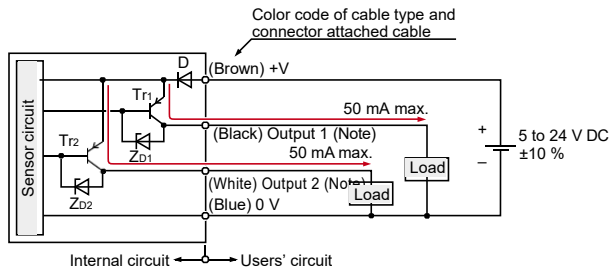 Color code of cable type and
connector attached cable
D
(Brown) +V
Tr1
50 mA max.
ZD1
(Black) Output 1 (Note)
Sensor circuit
Tr2
50 mA max.
+
5 to 24 V DC
±10 %
−
Load
ZD2
(White) Output 2 (Note)
Load
(Blue) 0 V
Internal circuit
Users' circuit